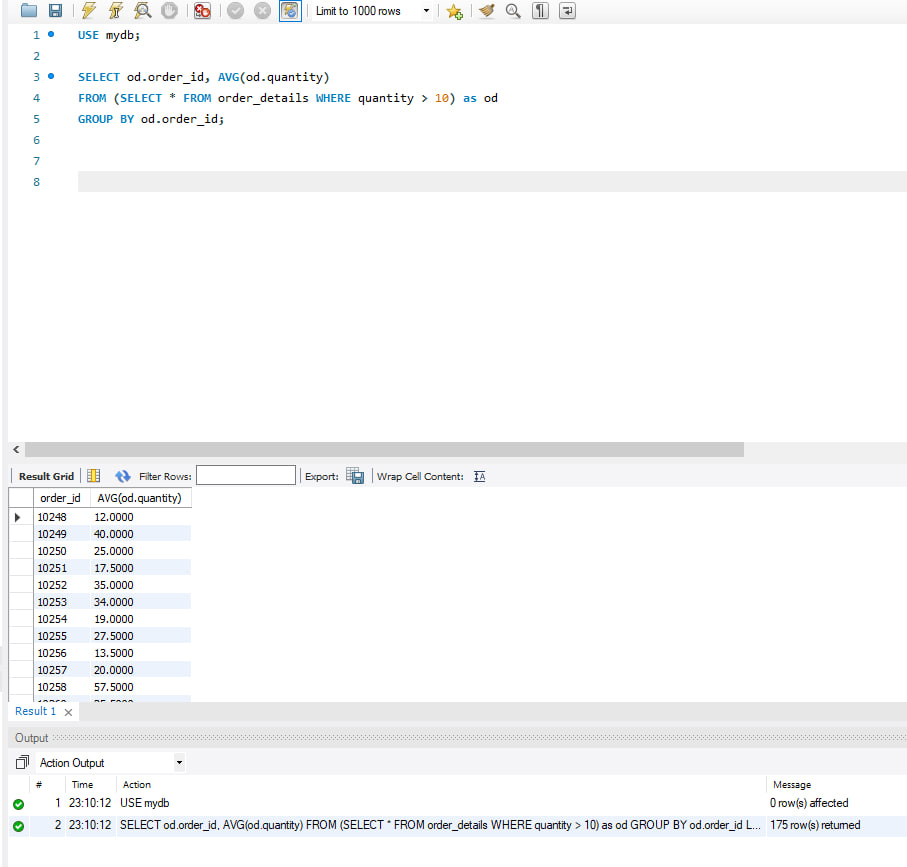 Limit to 1000 rows
1 USE mydb;
2
3 SELECT od.order_id, AVG(od.quantity)
4 FROM (SELECT * FROM order_details WHERE quantity > 10) as od
5 GROUP BY od.order_id;
6
7
8
Result Grid Filter Rows: Export: Wrap Cell Content:
order_id AVG(od.quantity)
10248 12.0000
10249 40.0000
10250 25.0000
10251 17.5000
10252 35.0000
10253 34.0000
10254 19.0000
10255 27.5000
10256 13.5000
10257 20.0000
10258 57.5000
Result 1
Output
Action Output
# Time Action Message
1 23:10:12 USE mydb 0 row(s) affected
2 23:10:12 SELECT od.order_id, AVG(od.quantity) FROM (SELECT * FROM order_details WHERE quantity > 10) as od GROUP BY od.order_id L... 175 row(s) returned